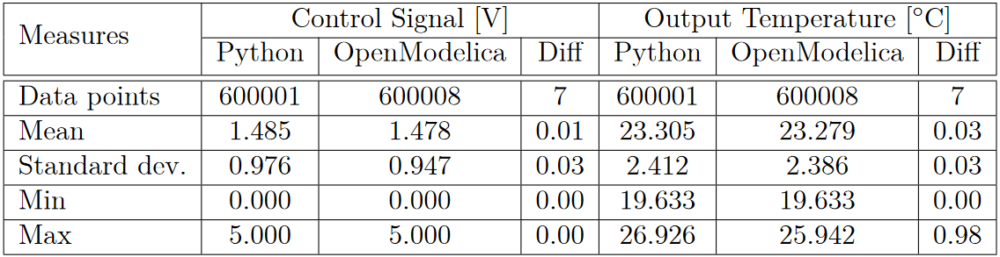 Measures Control Signal [V] Output Temperature [°C]
Python OpenModelica Diff Python OpenModelica Diff
Data points 600001 600008 7 600001 600008 7
Mean 1.485 1.478 0.01 23.305 23.279 0.03
Standard dev. 0.976 0.947 0.03 2.412 2.386 0.03
Min 0.000 0.000 0.00 19.633 19.633 0.00
Max 5.000 5.000 0.00 26.926 25.942 0.98